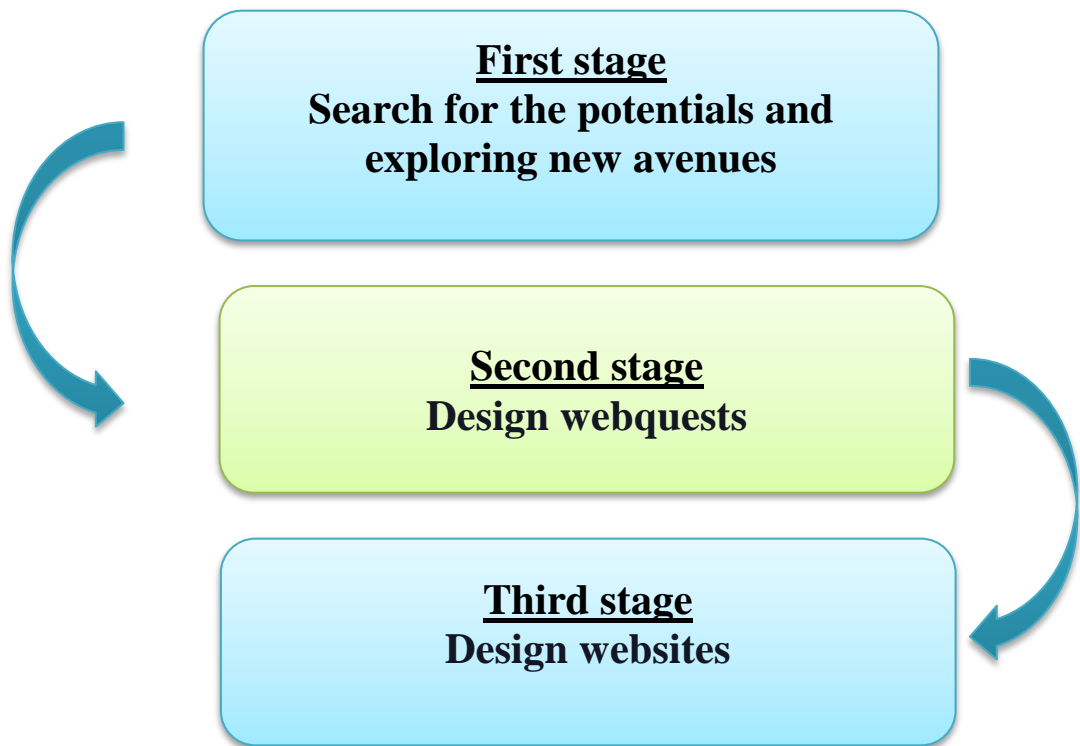 First stage
Search for the potentials and
exploring new avenues
Second stage
Design webquests
Third stage
Design websites